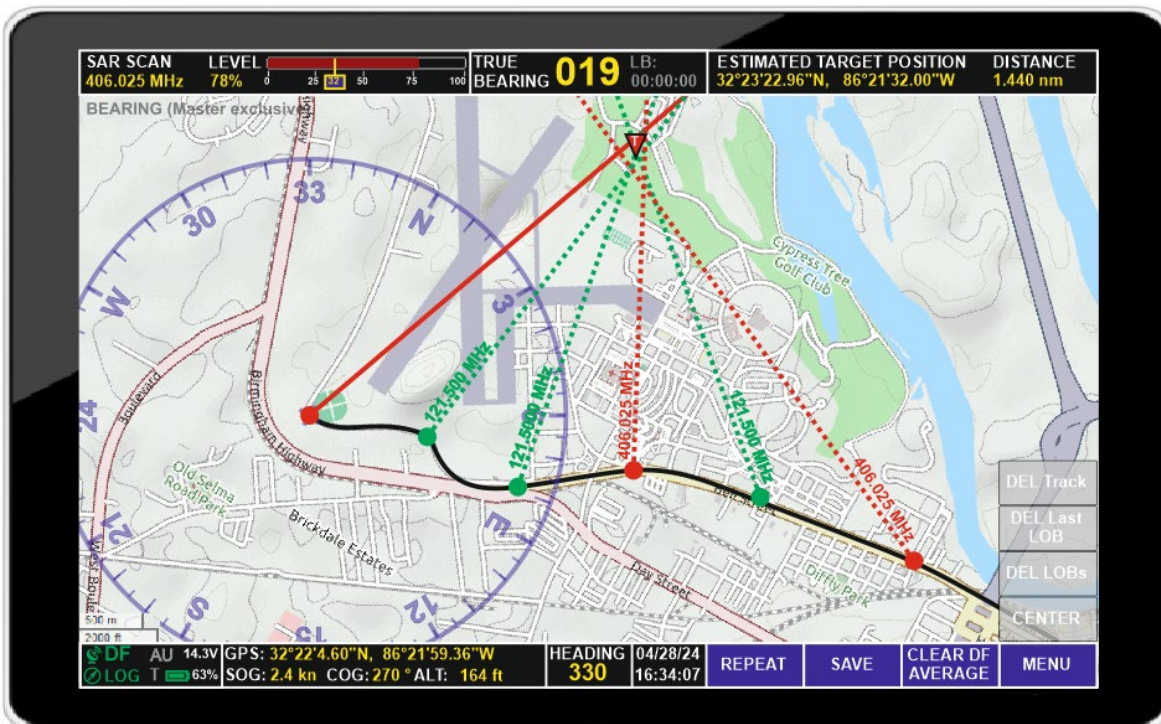 SAR SCAN
406.025 MHz
LEVEL
78%
0 25 32 50 75 100
TRUE
BEARING
019
LB:
00:00:00
ESTIMATED TARGET POSITION
32°23'22.96"N, 86°21'32.00"W
DISTANCE
1.440 nm
BEARING (Master exclusive
Highway
T
33
30
N
W
3
24
E
21
12
S
15
Cypress Tree
Golf Club
121.500 MHz
121.5000 MHz
406.025 MHz
121.500 MHz
406.025 MHz
Boulevard
Birmingham Highway
Old Selma
Road Park
Brickdale Estates
West Boule
Bell Street
Day Street
Diffly Park
500 m
2000 ft
DEL Track
DEL Last
LOB
DEL LOBs
CENTER
DF AU 14.3V
LOG T 63%
GPS: 32°22'4.60"N, 86°21'59.36"W
SOG: 2.4 kn COG: 270 ° ALT: 164 ft
HEADING
330
04/28/24
16:34:07
REPEAT
SAVE
CLEAR DF
AVERAGE
MENU